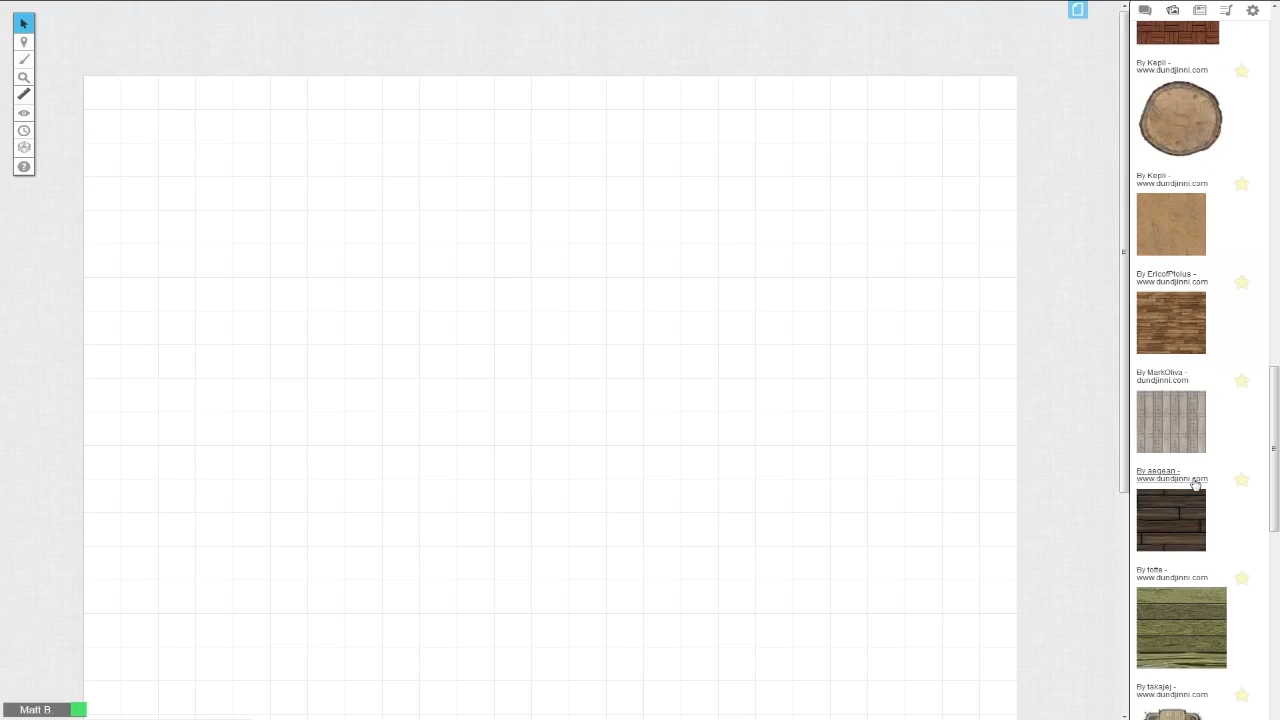 By Kepli -
www.dundjinni.com
By Kepli -
www.dundjinni.com
By EricofPtolus -
www.dundjinni.com
By MarkOliva -
dundjinni.com
By aegean -
www.dundjinni.com
By totte -
www.dundjinni.com
By takajej -
www.dundjinni.com
Matt B.